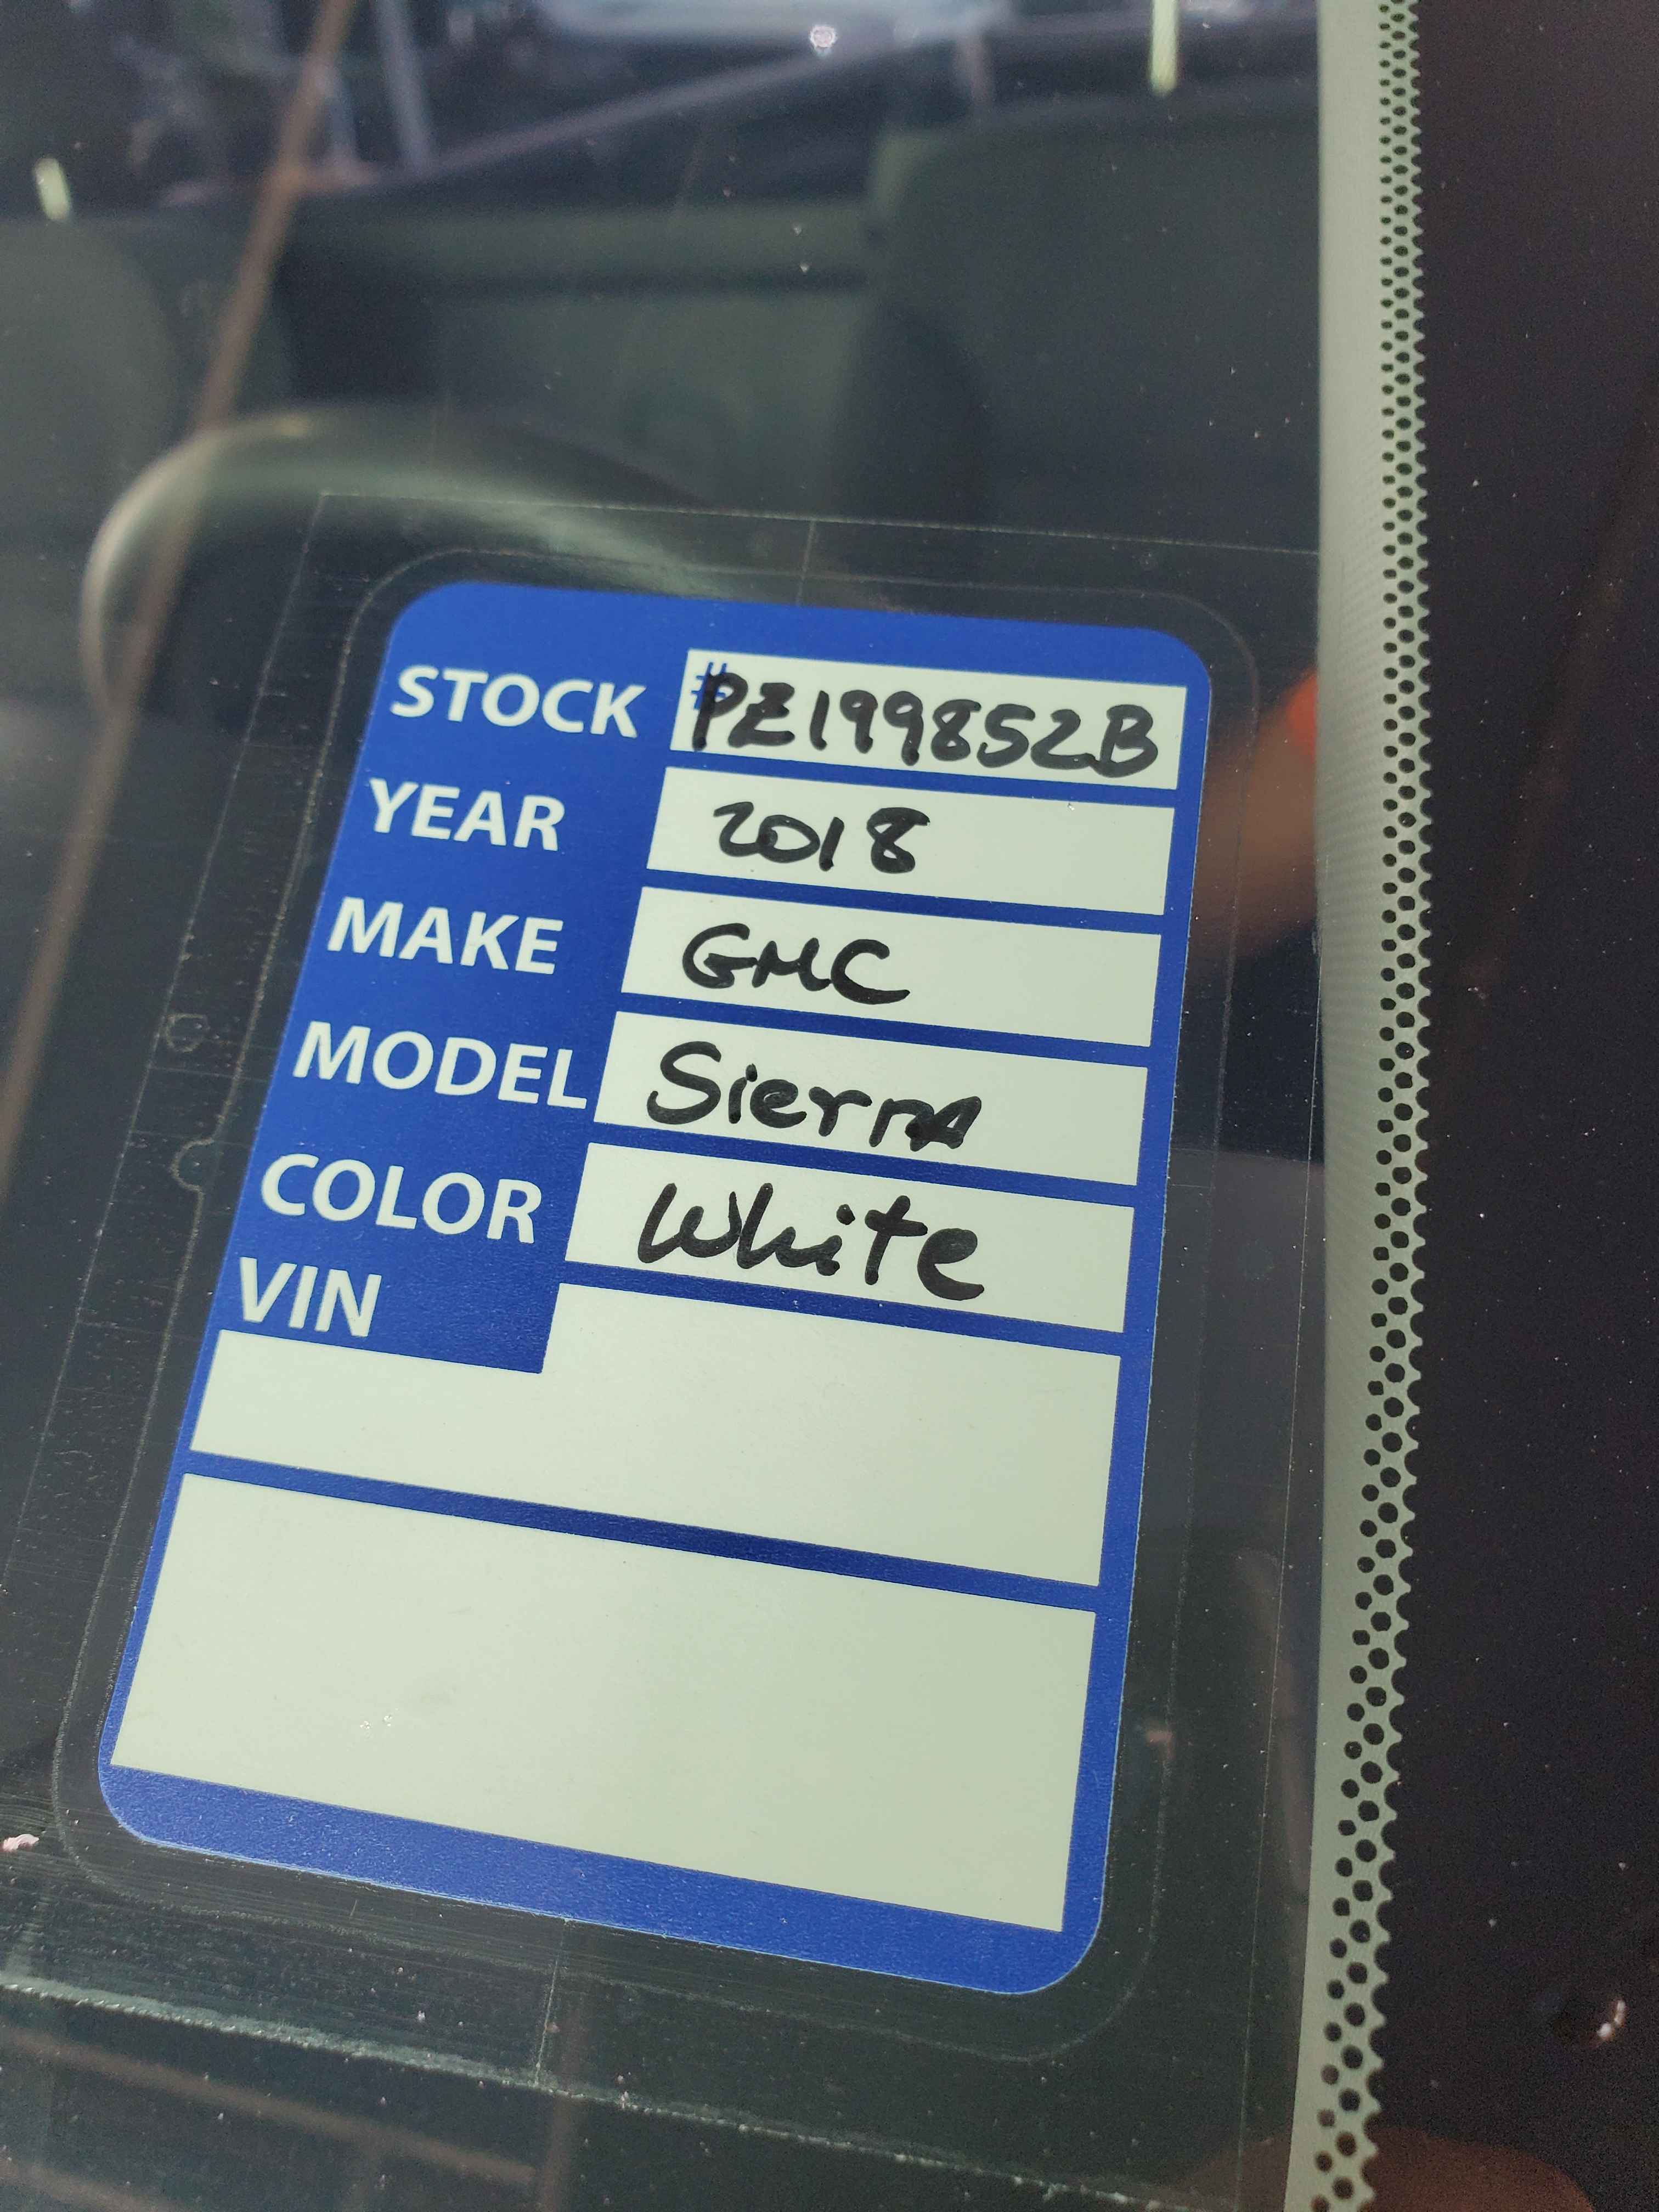 STOCK #PZ199852B
YEAR 2018
MAKE GMC
MODEL Sierra
COLOR White
VIN